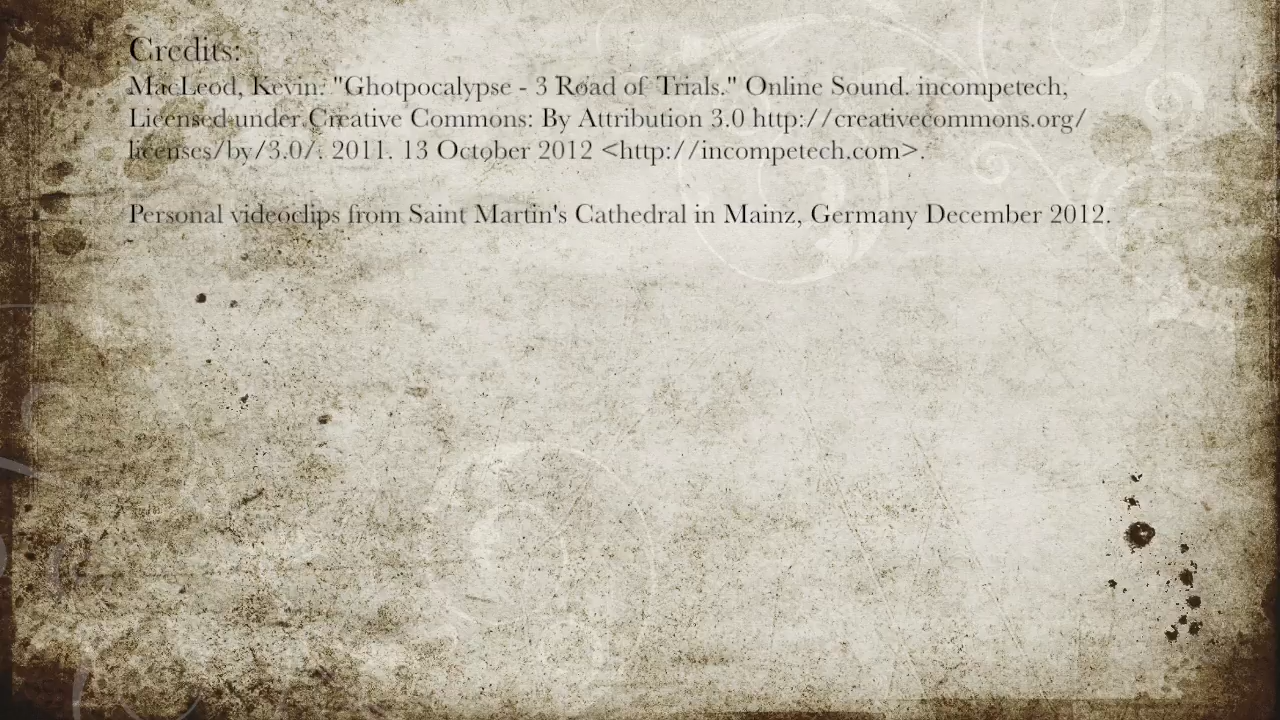 Credits:
MacLeod, Kevin. "Ghotpocalypse - 3 Road of Trials." Online Sound. incompetech,
Licensed under Creative Commons: By Attribution 3.0 http://creativecommons.org/
licenses/by/3.0/. 2011. 13 October 2012 <http://incompetech.com>.
Personal videoclips from Saint Martin's Cathedral in Mainz, Germany December 2012.